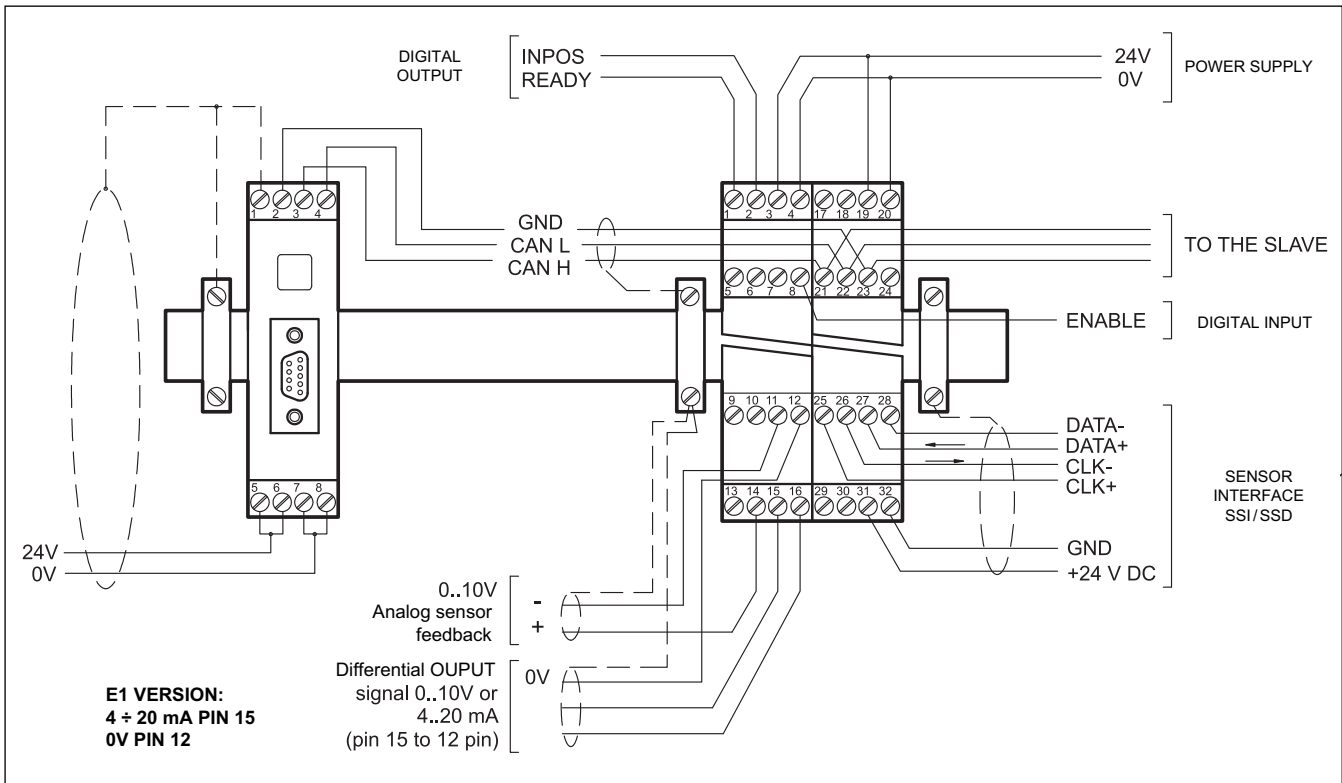 DIGITAL
OUTPUT
INPOS
READY
24V
0V
POWER SUPPLY
1 2 3 4
1 2 3 4 17 18 19 20
GND
CAN L
CAN H
TO THE SLAVE
5 6 7 8 21 22 23 24
ENABLE
DIGITAL INPUT
9 10 11 12 25 26 27 28
DATA-
DATA+
CLK-
CLK+
SENSOR
INTERFACE
SSI/SSD
5 6 7 8
13 14 15 16 29 30 31 32
24V
0V
GND
+24 V DC
0..10V
Analog sensor
feedback
-
+
Differential OUPUT
signal 0..10V or
4..20 mA
(pin 15 to 12 pin)
0V
E1 VERSION:
4 ÷ 20 mA PIN 15
0V PIN 12